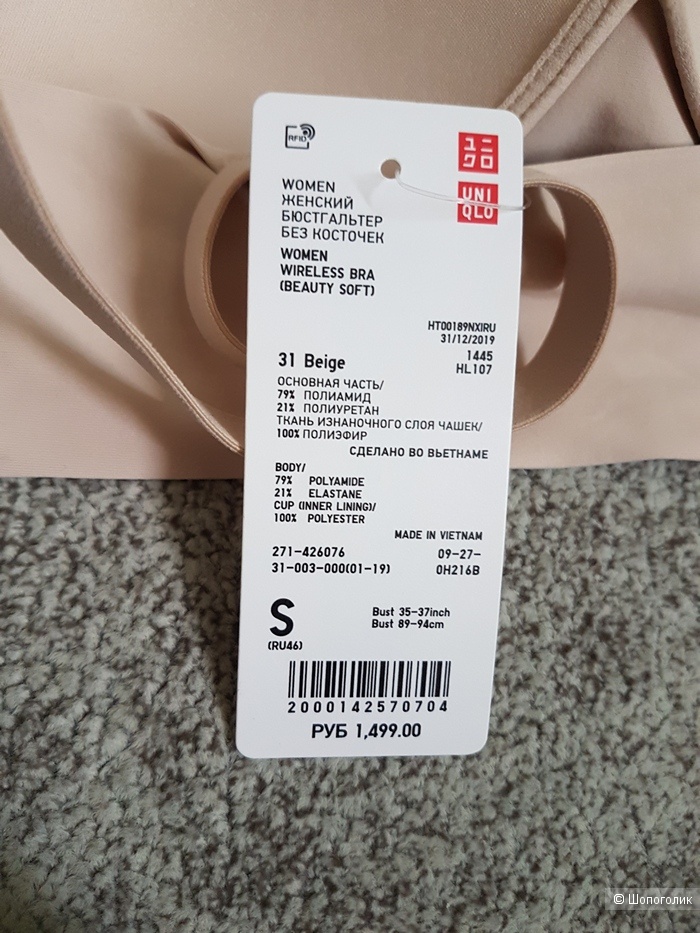 RFID
ユニ
クロ
UNI
QLO
WOMEN
ЖЕНСКИЙ
БЮСТГАЛЬТЕР
БЕЗ КОСТОЧЕК
WOMEN
WIRELESS BRA
(BEAUTY SOFT)
HT00189NXIRU
31/12/2019
31 Beige
1445
HL107
ОСНОВНАЯ ЧАСТЬ/
79% ПОЛИАМИД
21% ПОЛИУРЕТАН
ТКАНЬ ИЗНАНОЧНОГО СЛОЯ ЧАШЕК/
100% ПОЛИЭФИР
СДЕЛАНО ВО ВЬЕТНАМЕ
BODY/
79% POLYAMIDE
21% ELASTANE
CUP (INNER LINING)/
100% POLYESTER
MADE IN VIETNAM
271-426076 09-27-
31-003-000(01-19) 0H216B
S
(RU46)
Bust 35-37inch
Bust 89-94cm
2000142570704
РУБ 1,499.00
© Шопоголик